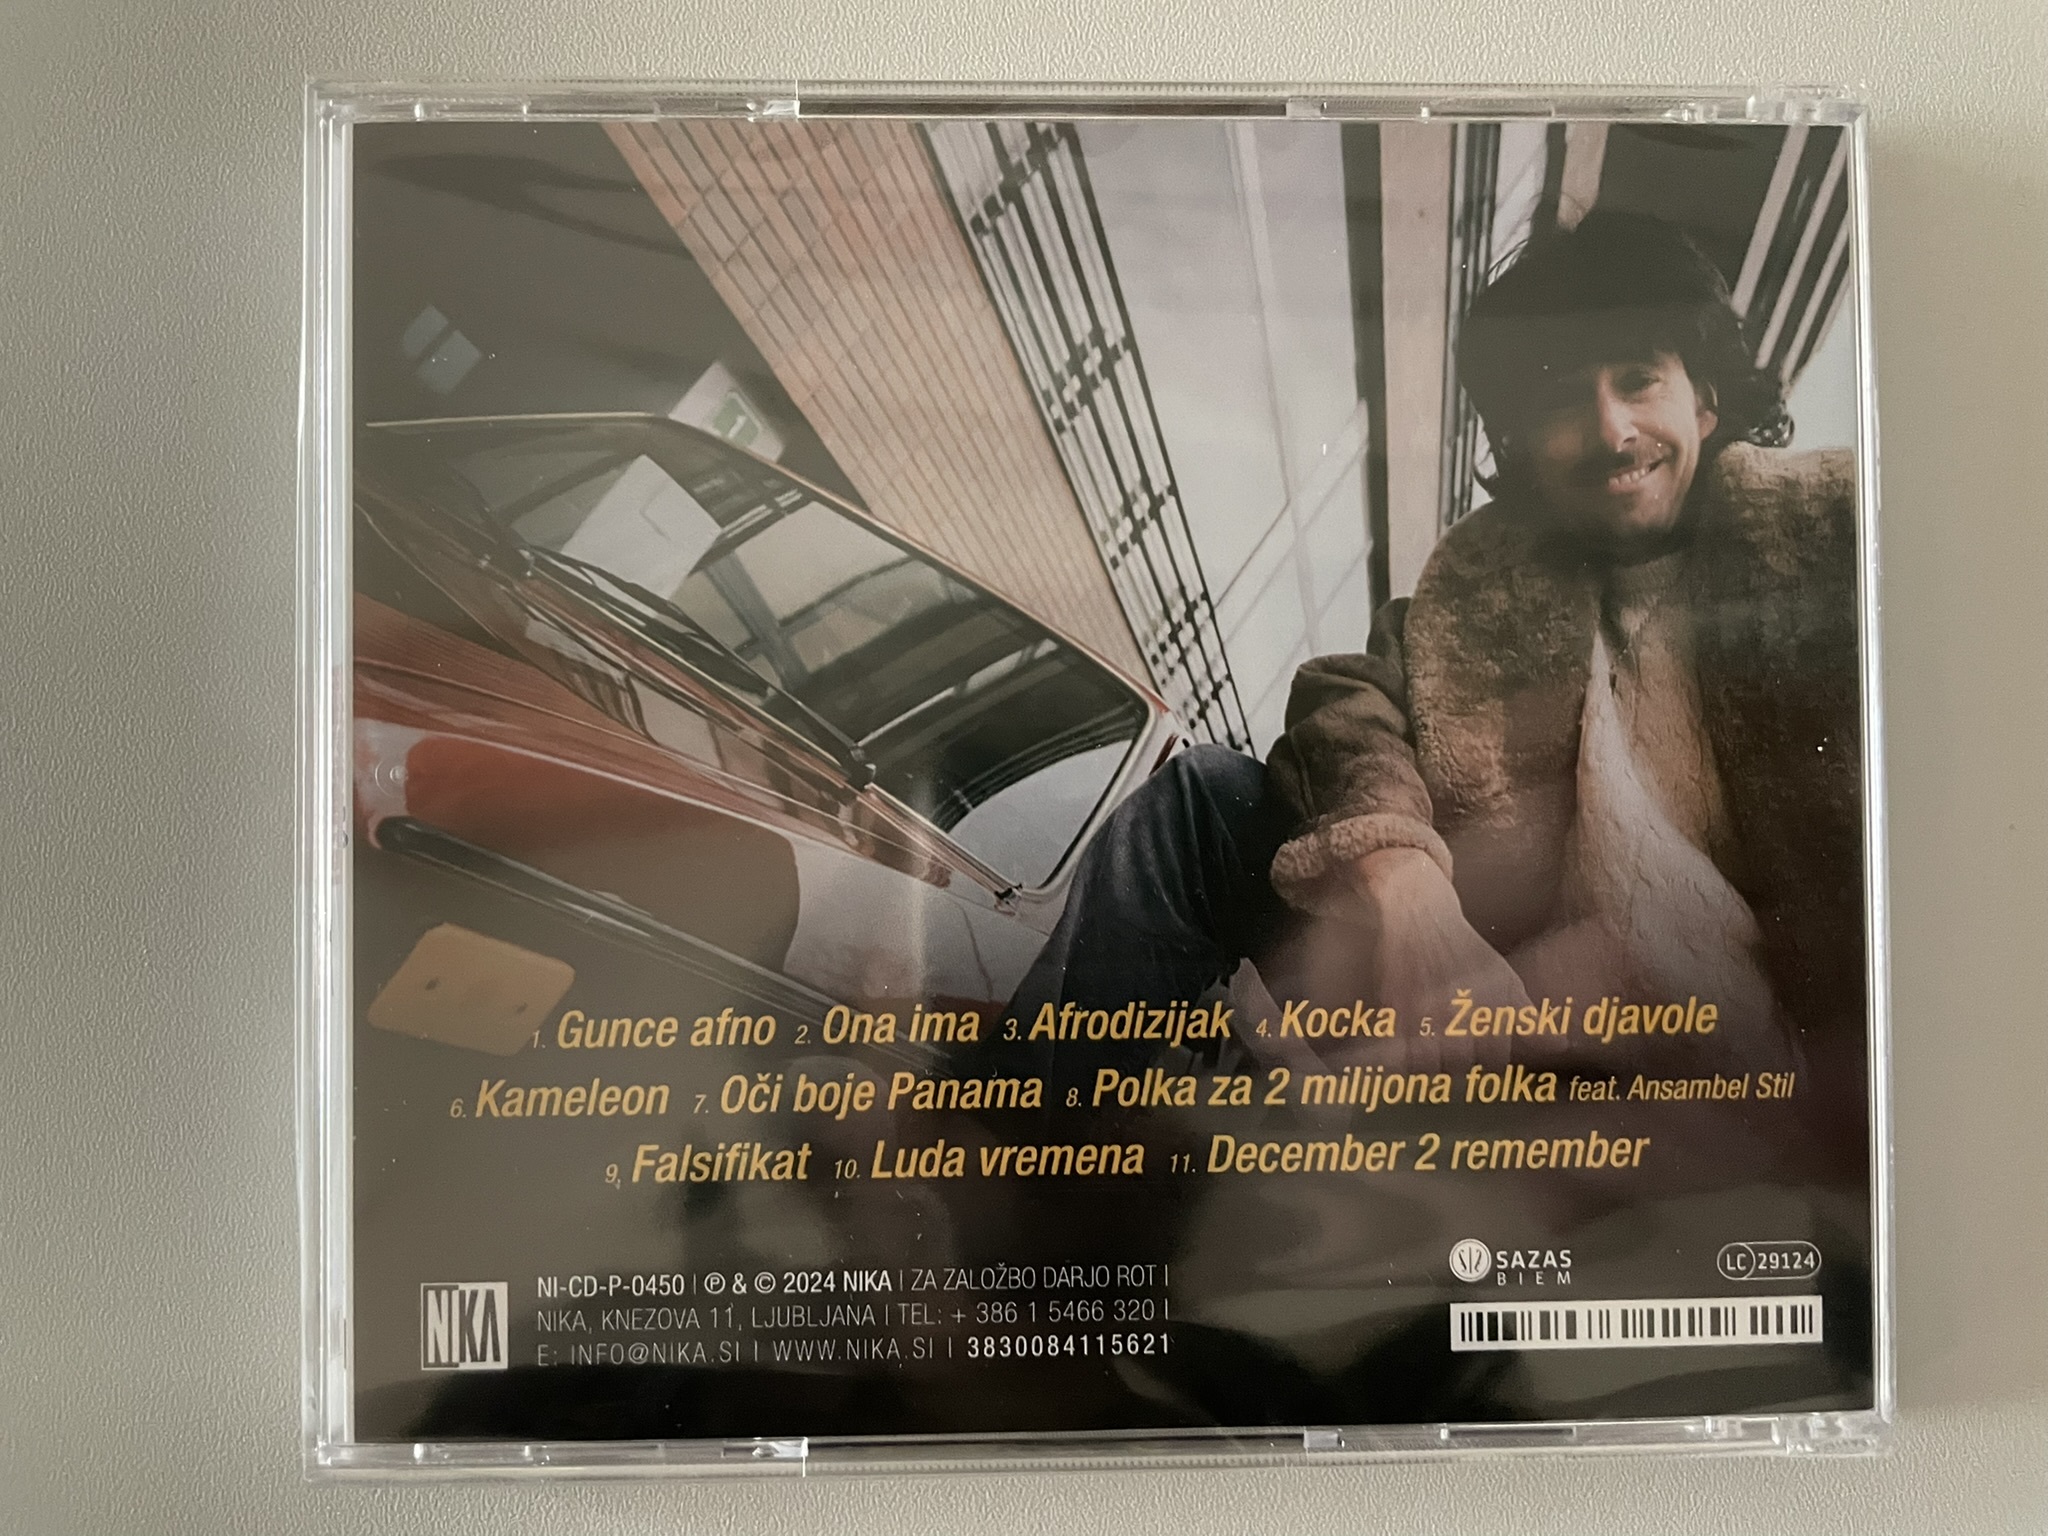 1. Gunce afno 2. Ona ima 3. Afrodizijak 4. Kocka 5. Ženski djavole
6. Kameleon 7. Oči boje Panama 8. Polka za 2 milijona folka feat. Ansambel Stil
9. Falsifikat 10. Luda vremena 11. December 2 remember
NIKA
NI-CD-P-0450 | ℗ & © 2024 NIKA | ZA ZALOŽBO DARJO ROT |
NIKA, KNEZOVA 11, LJUBLJANA | TEL: + 386 1 5466 320 |
E: INFO@NIKA.SI | WWW.NIKA.SI | 3830084115621
SAZAS
BIEM
LC 29124